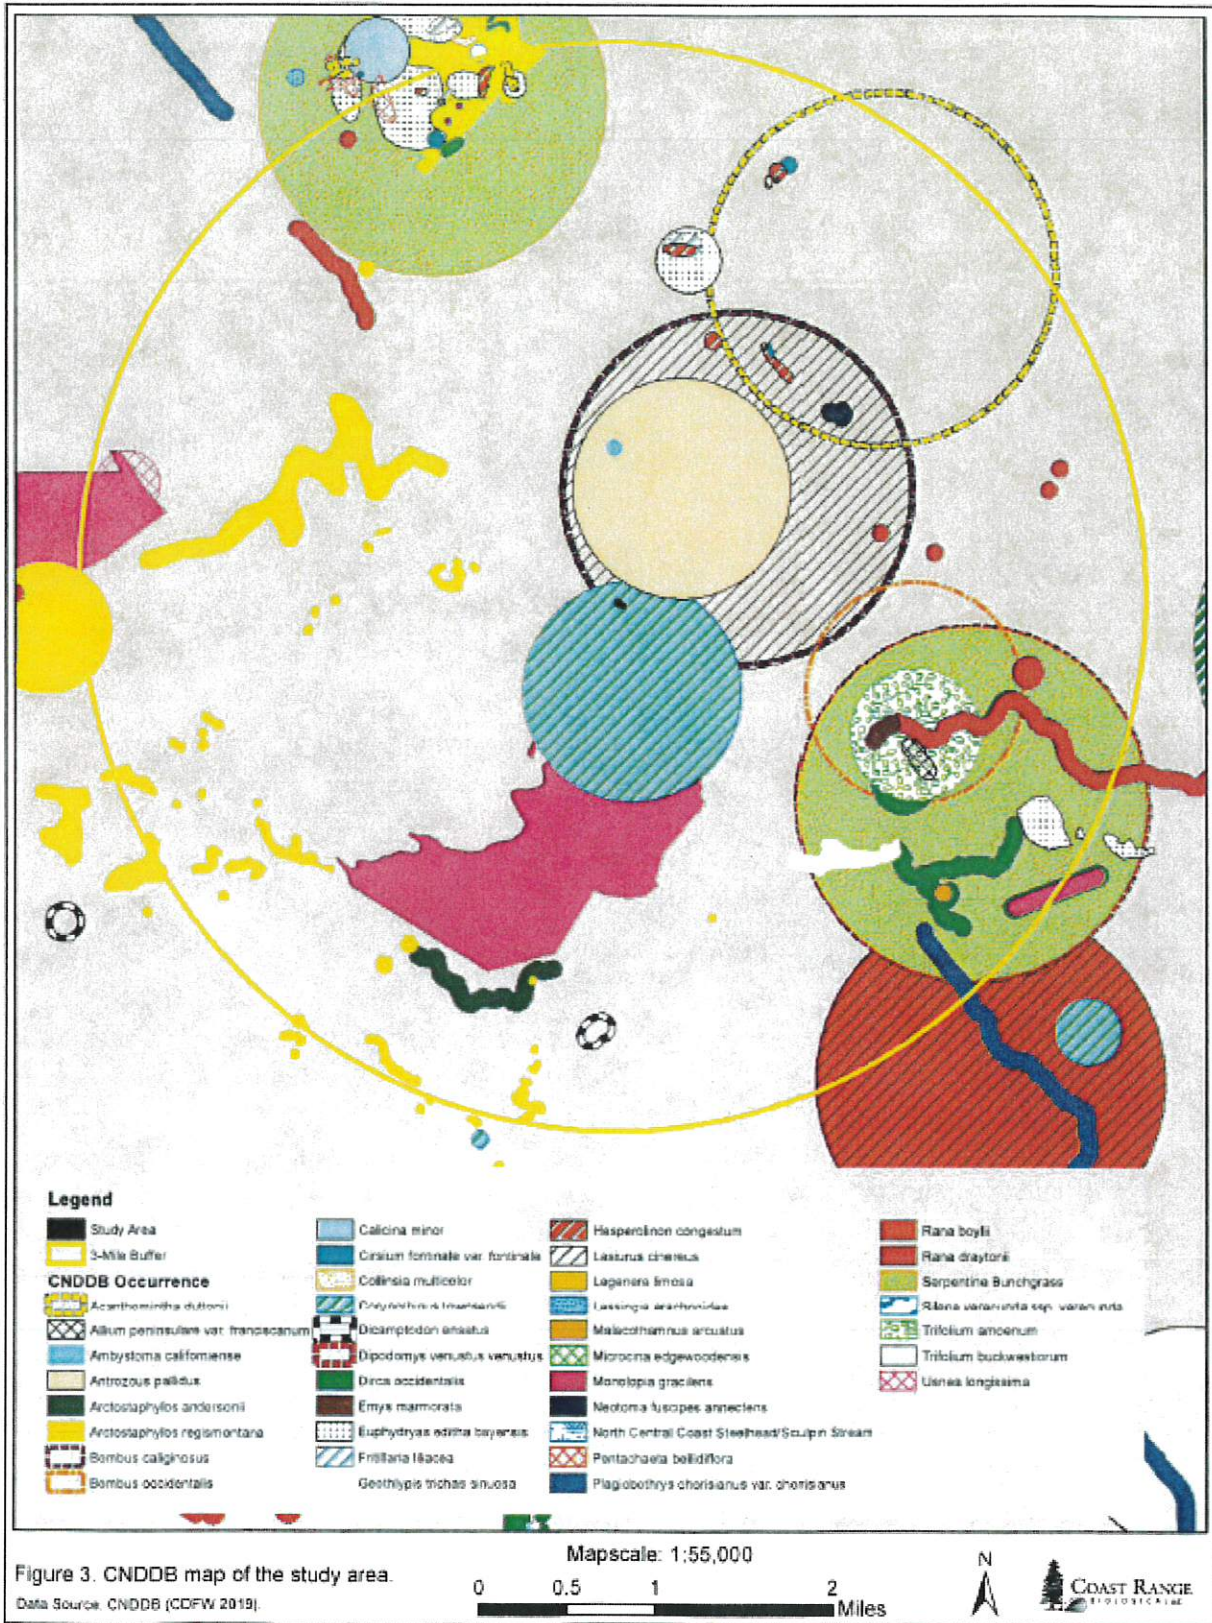 Legend
Study Area
3-Mile Buffer
CNDDB Occurrence
Acanthomintha duttonii
Allium peninsulare var. franciscanum
Ambystoma californiense
Antrozous pallidus
Arctostaphylos andersonii
Arctostaphylos regismontana
Bombus caliginosus
Bombus occidentalis
Calicina minor
Cirsium fontinale var. fontinale
Collinsia multicolor
Corynorhinus townsendii
Dicamptodon ensatus
Dipodomys venustus venustus
Dirca occidentalis
Emys marmorata
Euphydryas editha bayensis
Fritillaria liliacea
Geothlypis trichas sinuosa
Hesperolinon congestum
Lasiurus cinereus
Legenere limosa
Lessingia arachnoidea
Malacothamnus arcuatus
Microcina edgewoodensis
Monolopia gracilens
Neotoma fuscipes annectens
North Central Coast Steelhead/Sculpin Stream
Pentachaeta bellidiflora
Plagiobothrys chorisianus var. chorisianus
Rana boylii
Rana draytonii
Serpentine Bunchgrass
Silene verecunda ssp. verecunda
Trifolium amoenum
Trifolium buckwestiorum
Usnea longissima
Figure 3. CNDDB map of the study area.
Data Source: CNDDB (CDFW 2019).
Mapscale: 1:55,000
0 0.5 1 2
Miles
N
COAST RANGE